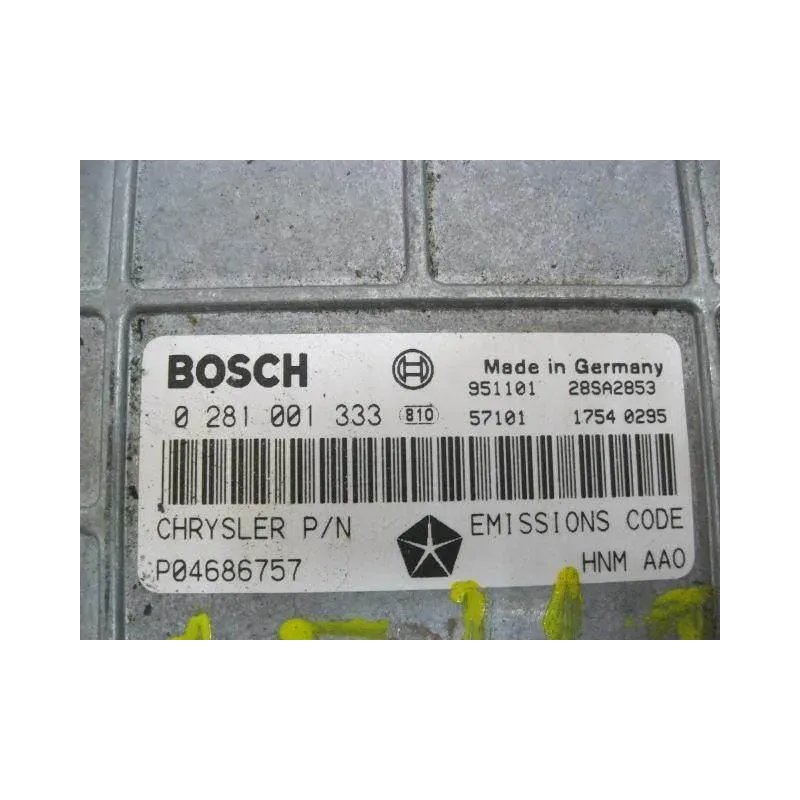 BOSCH Made in Germany
951101 28SA2853
0 281 001 333 810 57101 1754 0295
CHRYSLER P/N EMISSIONS CODE
P04686757 HNM AAO